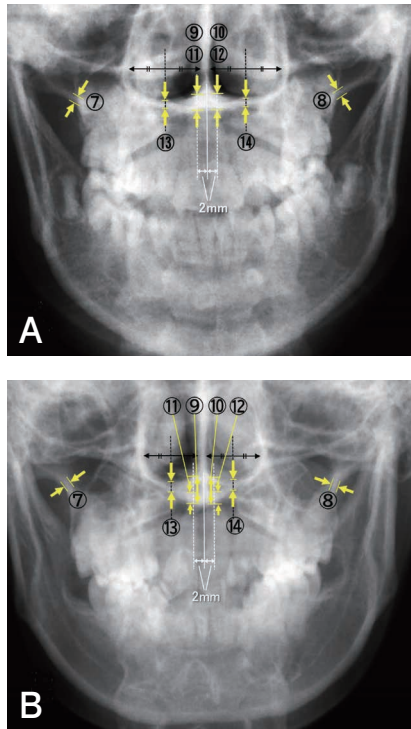 ⑨ ⑩
⑪ ⑫
⑦
⑧
⑬
⑭
2mm
A
⑪ ⑨ ⑩ ⑫
⑦
⑧
⑬
⑭
2mm
B